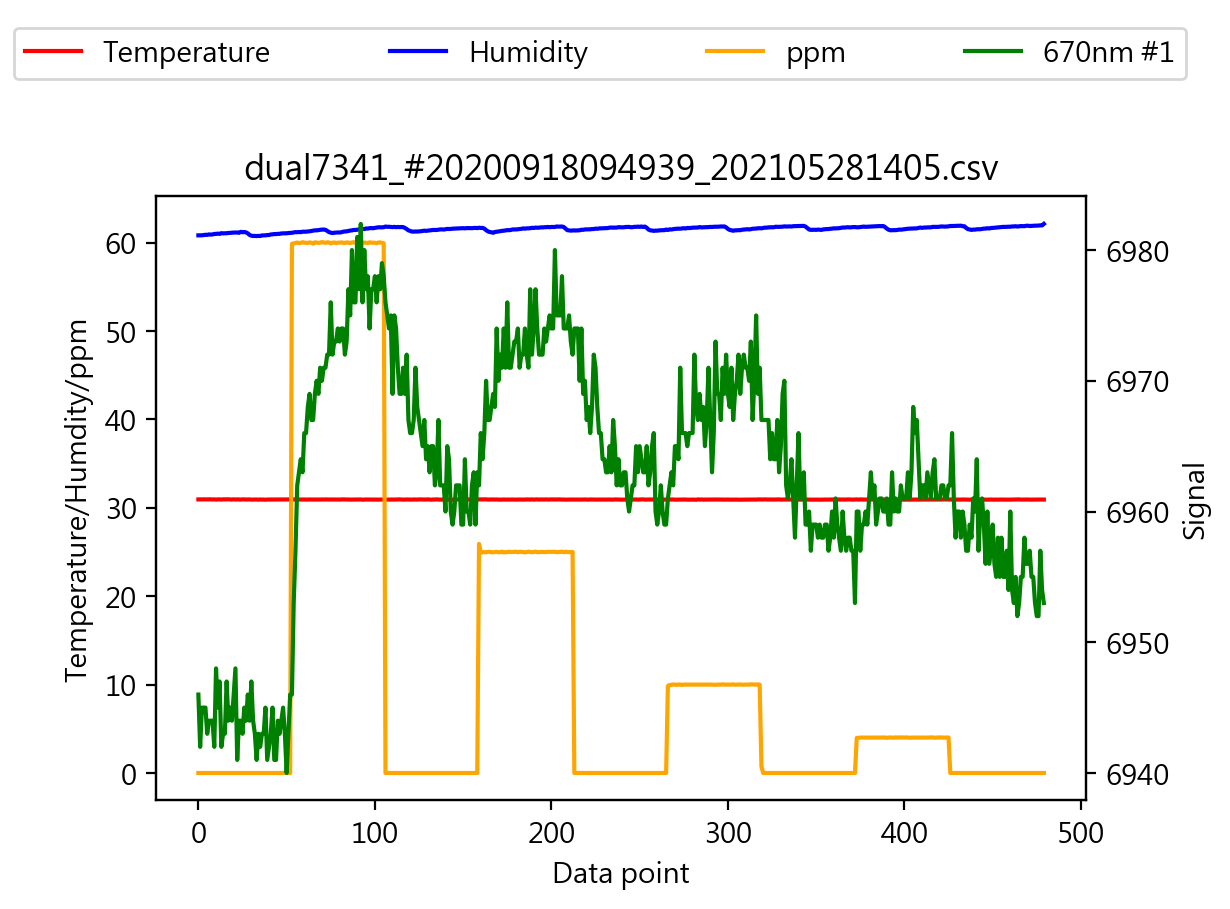 Temperature Humidity ppm 670nm #1
dual7341_#20200918094939_202105281405.csv
Temperature/Humdity/ppm
60
50
40
30
20
10
0
6980
6970
6960
6950
6940
Signal
0 100 200 300 400 500
Data point